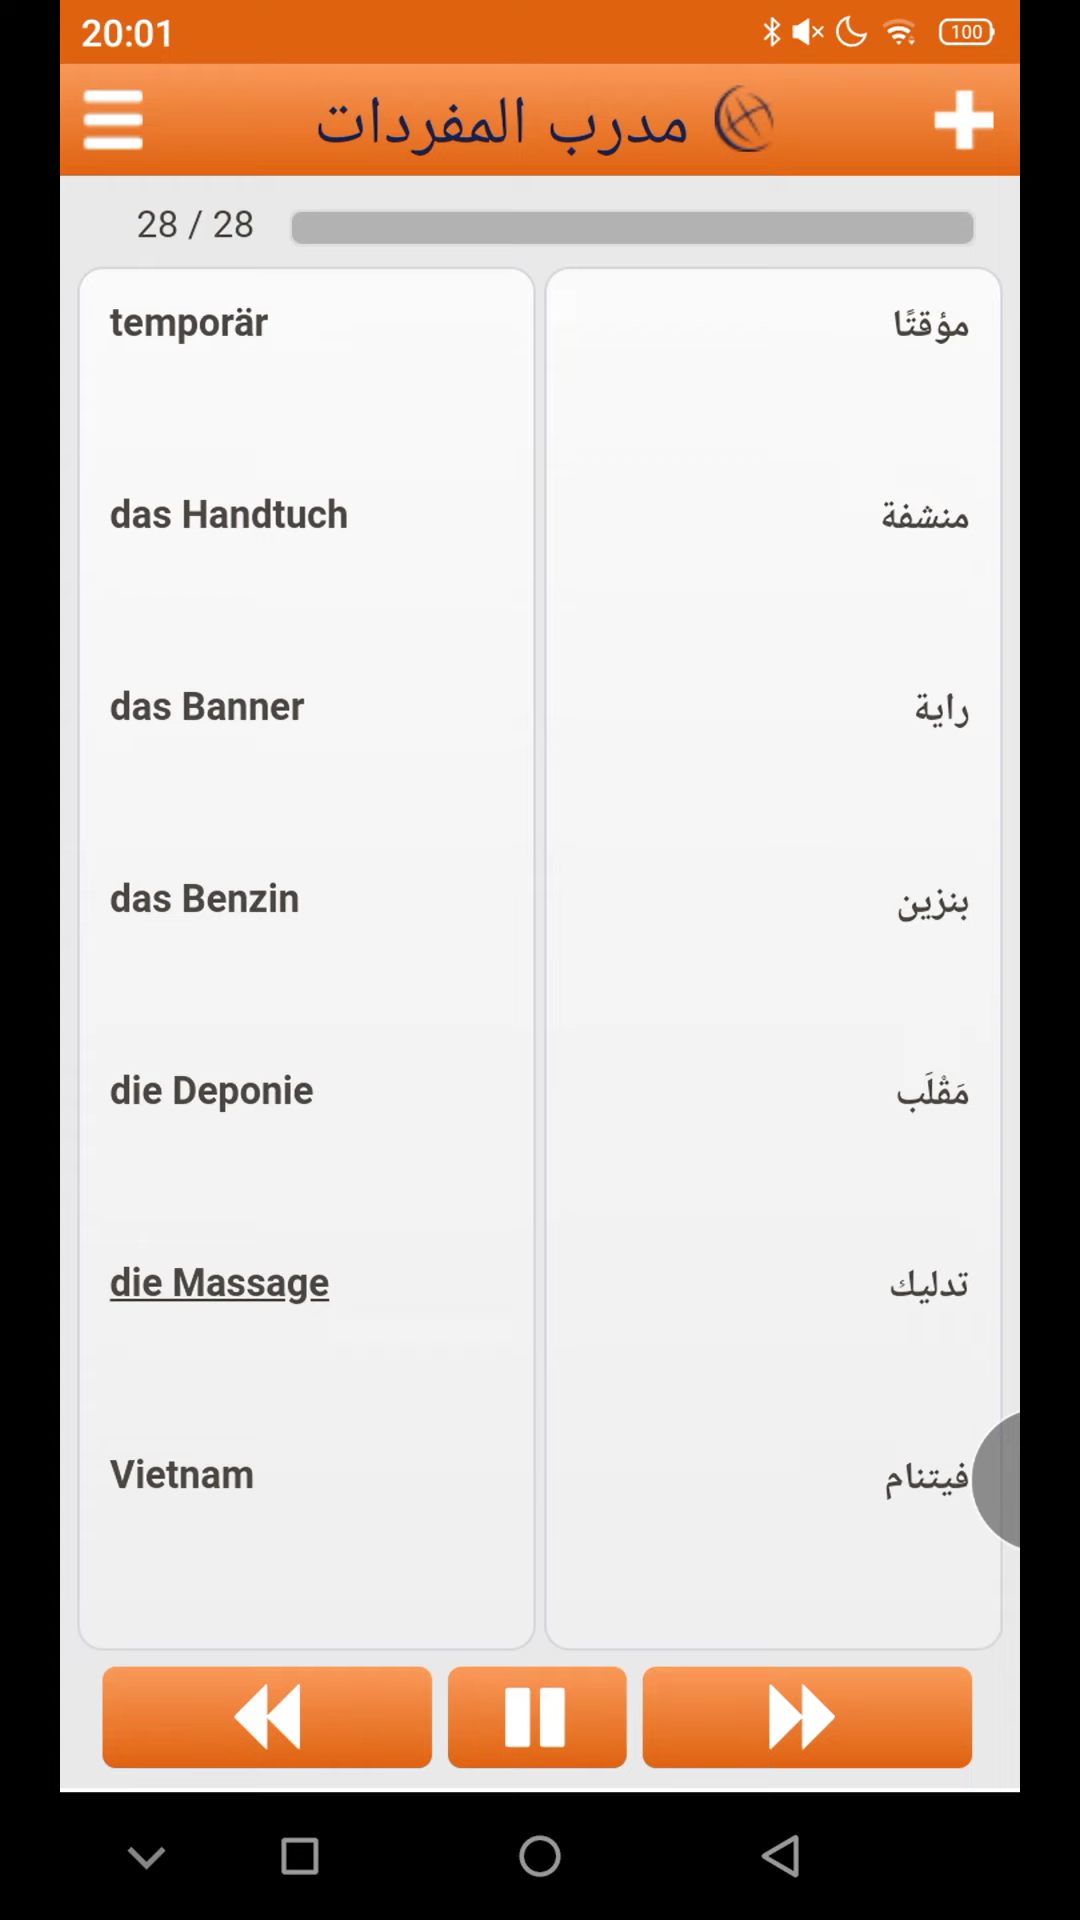 20:01
100
مدرب المفردات
28 / 28
temporär
مؤقتًا
das Handtuch
منشفة
das Banner
راية
das Benzin
بنزين
die Deponie
مَقْلَب
die Massage
تدليك
Vietnam
فيتنام